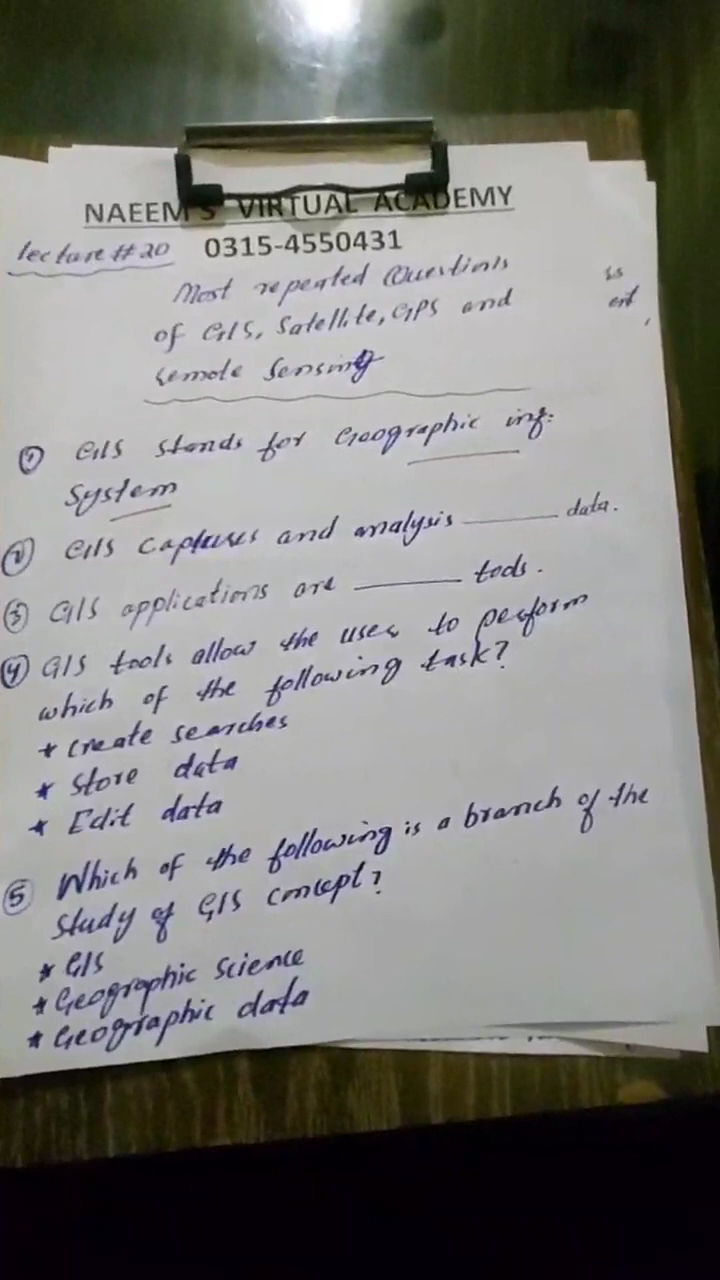 NAEEM'S VIRTUAL ACADEMY
lecture #20 0315-4550431
Most repeated Questions
of GIS, Satellite, GPS and
remote Sensing
① GIS stands for Geographic inf:
System
② GIS captures and analysis ______ data.
③ GIS applications are ______ tools.
④ GIS tools allow the user to perform
which of the following task?
* Create searches
* Store data
* Edit data
⑤ Which of the following is a branch of the
study of GIS concept?
* GIS
* Geographic Science
* Geographic data